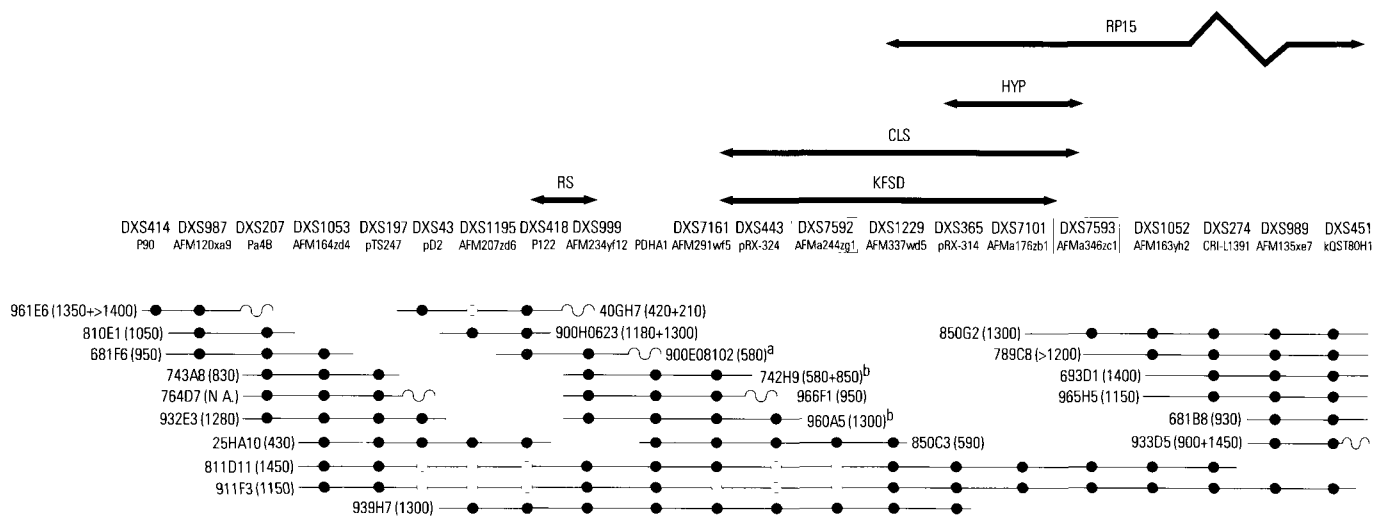 RP15
HYP
CLS
RS KFSD
DXS414 DXS987 DXS207 DXS1053 DXS197 DXS43 DXS1195 DXS418 DXS999 DXS7161 DXS443 DXS7592 DXS1229 DXS365 DXS7101 DXS7593 DXS1052 DXS274 DXS989 DXS451
P90 AFM120xa9 Pa4B AFM164zd4 pTS247 pD2 AFM207zd6 P122 AFM234yf12 PDHA1 AFM291wf5 pRX-324 AFMa244zg1 AFM337wd5 pRX-314 AFMa176zb1 AFMa346zc1 AFM163yh2 CRI-L1391 AFM135xe7 kQST80H1
961E6 (1350+>1400) 40GH7 (420+210)
810E1 (1050) 900H0623 (1180+1300) 850G2 (1300)
681F6 (950) 900E08102 (580)a 789C8 (>1200)
743A8 (830) 742H9 (580+850)b 693D1 (1400)
764D7 (N A.) 966F1 (950) 965H5 (1150)
932E3 (1280) 960A5 (1300)b 681B8 (930)
25HA10 (430) 850C3 (590) 933D5 (900+1450)
811D11 (1450)
911F3 (1150)
939H7 (1300)